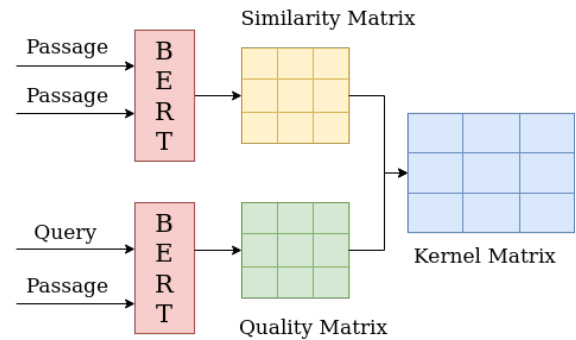 Similarity Matrix
Passage
Passage
B
E
R
T
Kernel Matrix
Query
Passage
B
E
R
T
Quality Matrix